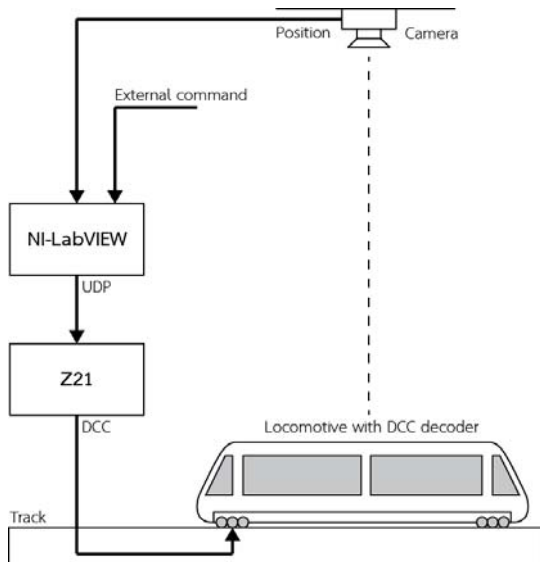 Position
Camera
External command
NI-LabVIEW
UDP
Z21
DCC
Locomotive with DCC decoder
Track